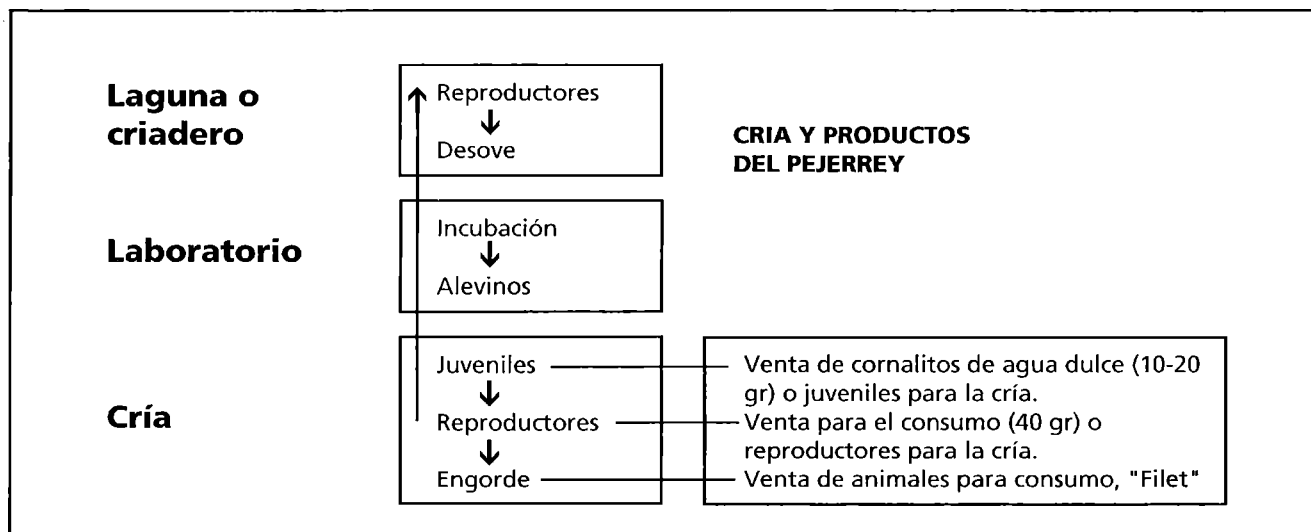 Laguna o
criadero
Reproductores
Desove
CRIA Y PRODUCTOS
DEL PEJERREY
Laboratorio
Incubación
Alevinos
Cría
Juveniles
Reproductores
Engorde
Venta de cornalitos de agua dulce (10-20
gr) o juveniles para la cría.
Venta para el consumo (40 gr) o
reproductores para la cría.
Venta de animales para consumo, "Filet"